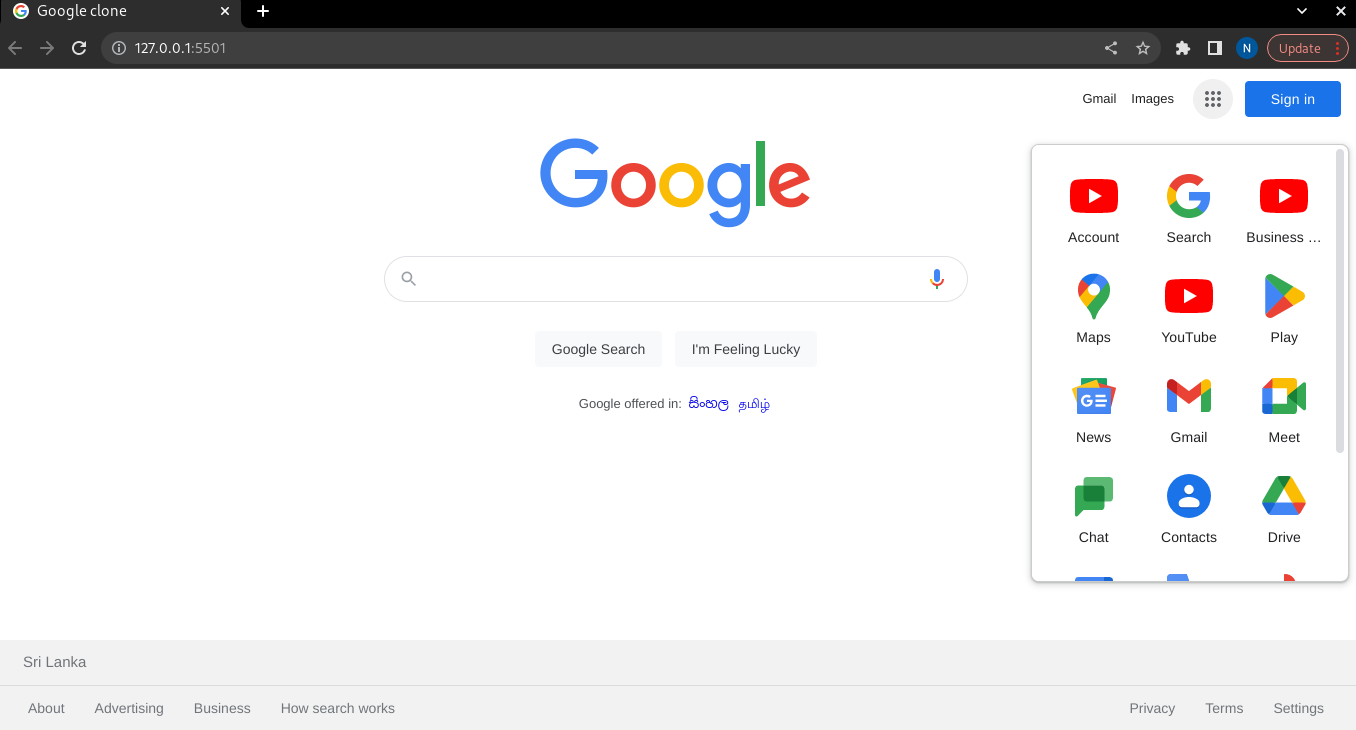 Google clone
127.0.0.1:5501
N
Update
Gmail Images Sign in
Google
Account Search Business …
Maps YouTube Play
Google Search I'm Feeling Lucky
News Gmail Meet
Google offered in: සිංහල தமிழ்
Chat Contacts Drive
Sri Lanka
About Advertising Business How search works
Privacy Terms Settings